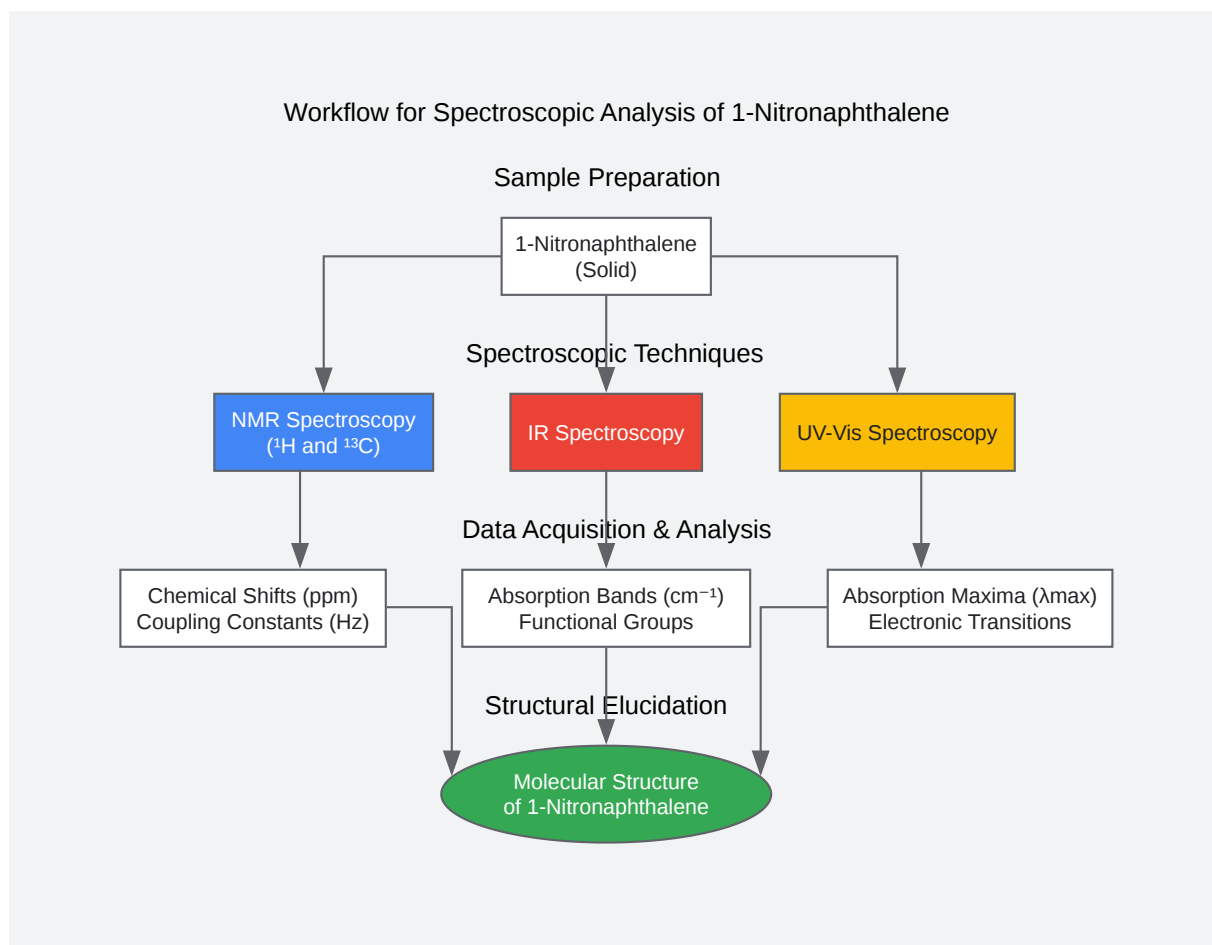 Workflow for Spectroscopic Analysis of 1-Nitronaphthalene
Sample Preparation
1-Nitronaphthalene
(Solid)
Spectroscopic Techniques
NMR Spectroscopy
(¹H and ¹³C)
IR Spectroscopy
UV-Vis Spectroscopy
Data Acquisition & Analysis
Chemical Shifts (ppm)
Coupling Constants (Hz)
Absorption Bands (cm⁻¹)
Functional Groups
Absorption Maxima (λmax)
Electronic Transitions
Structural Elucidation
Molecular Structure
of 1-Nitronaphthalene